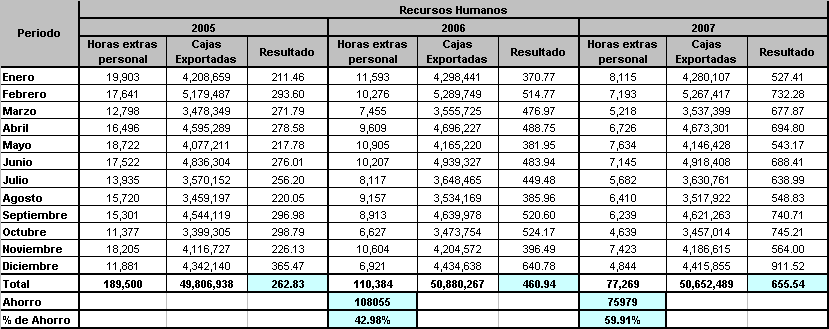 Recursos Humanos
Periodo 2005 2006 2007
Horas extras personal Cajas Exportadas Resultado Horas extras personal Cajas Exportadas Resultado Horas extras personal Cajas Exportadas Resultado
Enero 19,903 4,208,659 211.46 11,593 4,298,441 370.77 8,115 4,280,107 527.41
Febrero 17,641 5,179,487 293.60 10,276 5,289,749 514.77 7,193 5,267,417 732.28
Marzo 12,798 3,478,349 271.79 7,455 3,555,725 476.97 5,218 3,537,399 677.87
Abril 16,496 4,595,289 278.58 9,609 4,696,227 488.75 6,726 4,673,301 694.80
Mayo 18,722 4,077,211 217.78 10,905 4,165,220 381.95 7,634 4,146,428 543.17
Junio 17,522 4,836,304 276.01 10,207 4,939,327 483.94 7,145 4,918,408 688.41
Julio 13,935 3,570,152 256.20 8,117 3,648,465 449.48 5,682 3,630,761 638.99
Agosto 15,720 3,459,197 220.05 9,157 3,534,169 385.96 6,410 3,517,922 548.83
Septiembre 15,301 4,544,119 296.98 8,913 4,639,978 520.60 6,239 4,621,263 740.71
Octubre 11,377 3,399,305 298.79 6,627 3,473,754 524.17 4,639 3,457,014 745.21
Noviembre 18,205 4,116,727 226.13 10,604 4,204,572 396.49 7,423 4,186,615 564.00
Diciembre 11,881 4,342,140 365.47 6,921 4,434,638 640.78 4,844 4,415,855 911.52
Total 189,500 49,806,938 262.83 110,384 50,880,267 460.94 77,269 50,652,489 655.54
Ahorro 108055 75979
% de Ahorro 42.98% 59.91%